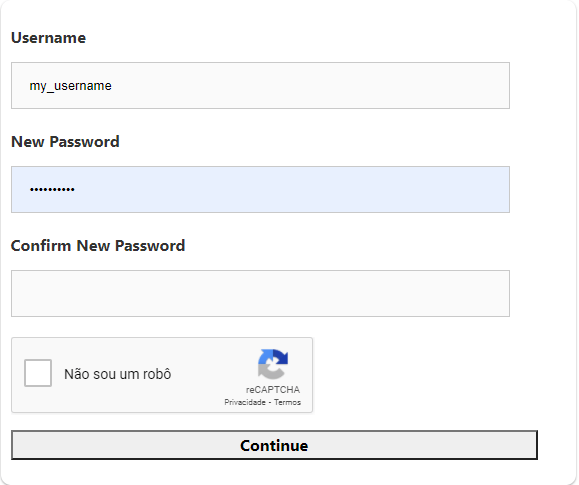 Username
my_username
New Password
••••••••••
Confirm New Password
Não sou um robô
reCAPTCHA
Privacidade - Termos
Continue